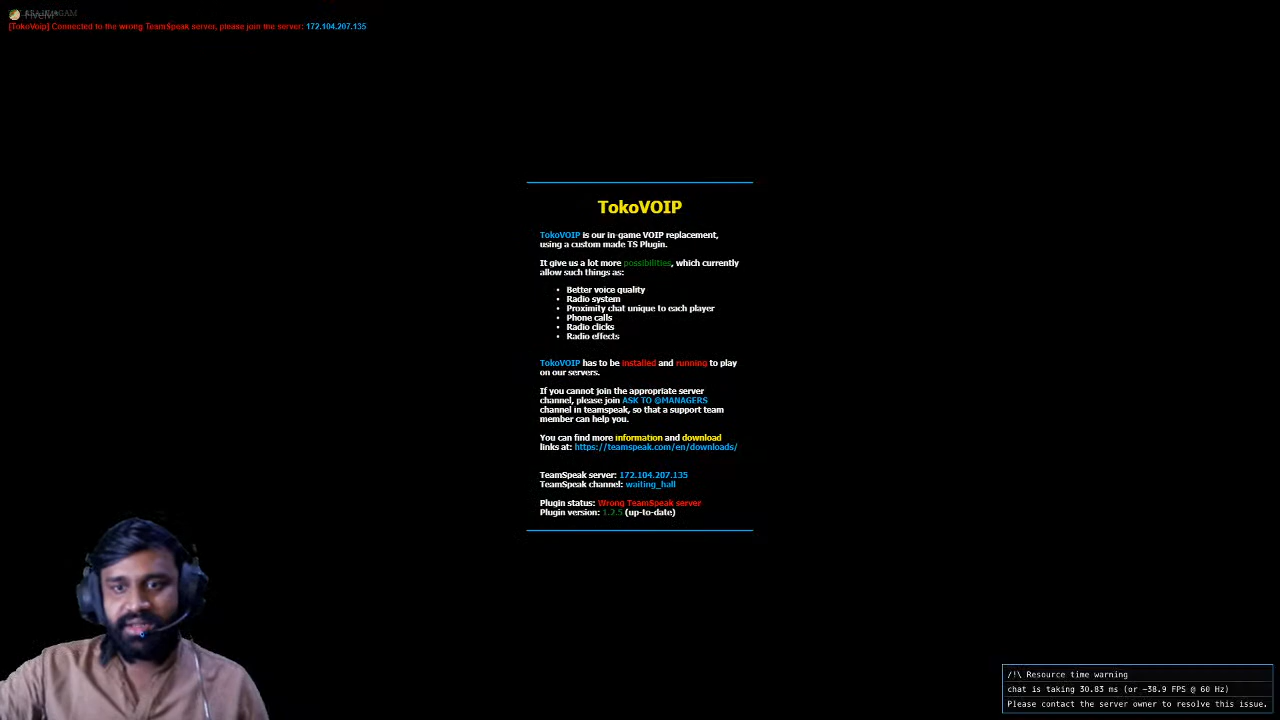 [TokoVoip] Connected to the wrong TeamSpeak server, please join the server: 172.104.207.135
TokoVOIP
TokoVOIP is our in-game VOIP replacement,
using a custom made TS Plugin.
It give us a lot more possibilities, which currently
allow such things as:
• Better voice quality
• Radio system
• Proximity chat unique to each player
• Phone calls
• Radio clicks
• Radio effects
TokoVOIP has to be installed and running to play
on our servers.
If you cannot join the appropriate server
channel, please join ASK TO @MANAGERS
channel in teamspeak, so that a support team
member can help you.
You can find more information and download
links at: https://teamspeak.com/en/downloads/
TeamSpeak server: 172.104.207.135
TeamSpeak channel: waiting_hall
Plugin status: Wrong TeamSpeak server
Plugin version: 1.2.5 (up-to-date)
/!\ Resource time warning
chat is taking 30.83 ms (or -38.9 FPS @ 60 Hz)
Please contact the server owner to resolve this issue.